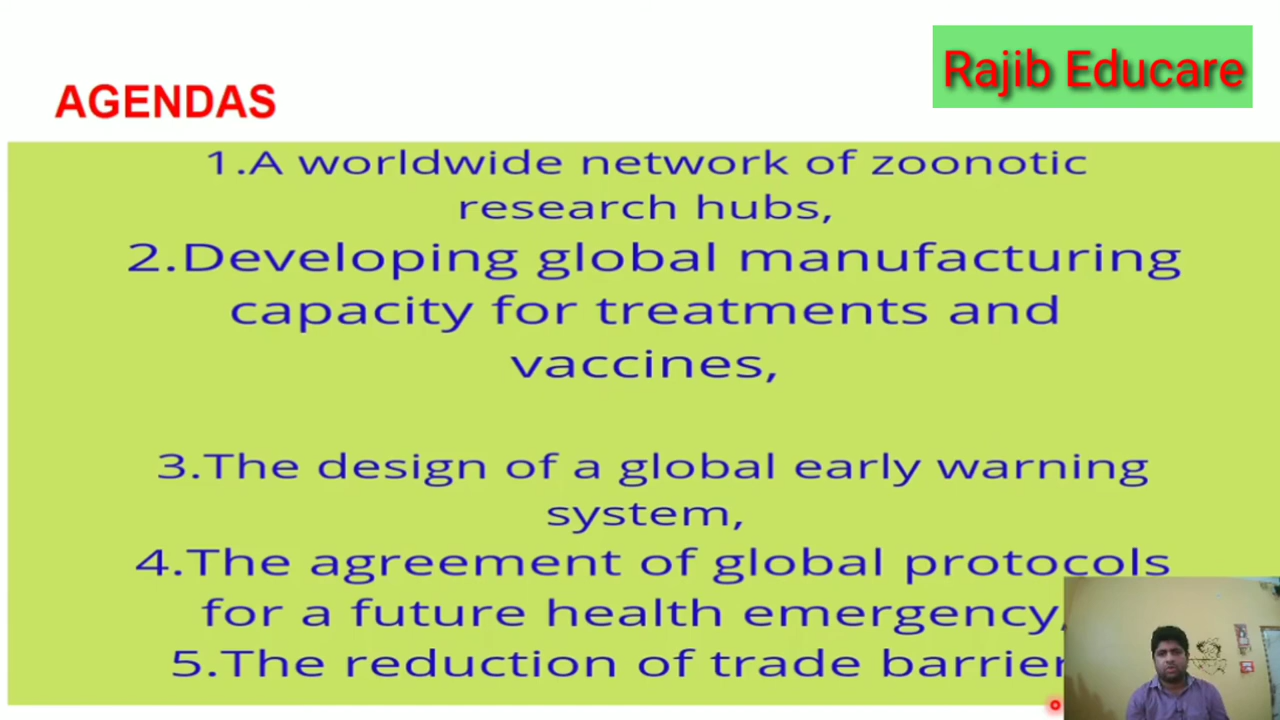 Rajib Educare
AGENDAS
1.A worldwide network of zoonotic
research hubs,
2.Developing global manufacturing
capacity for treatments and
vaccines,
3.The design of a global early warning
system,
4.The agreement of global protocols
for a future health emergency,
5.The reduction of trade